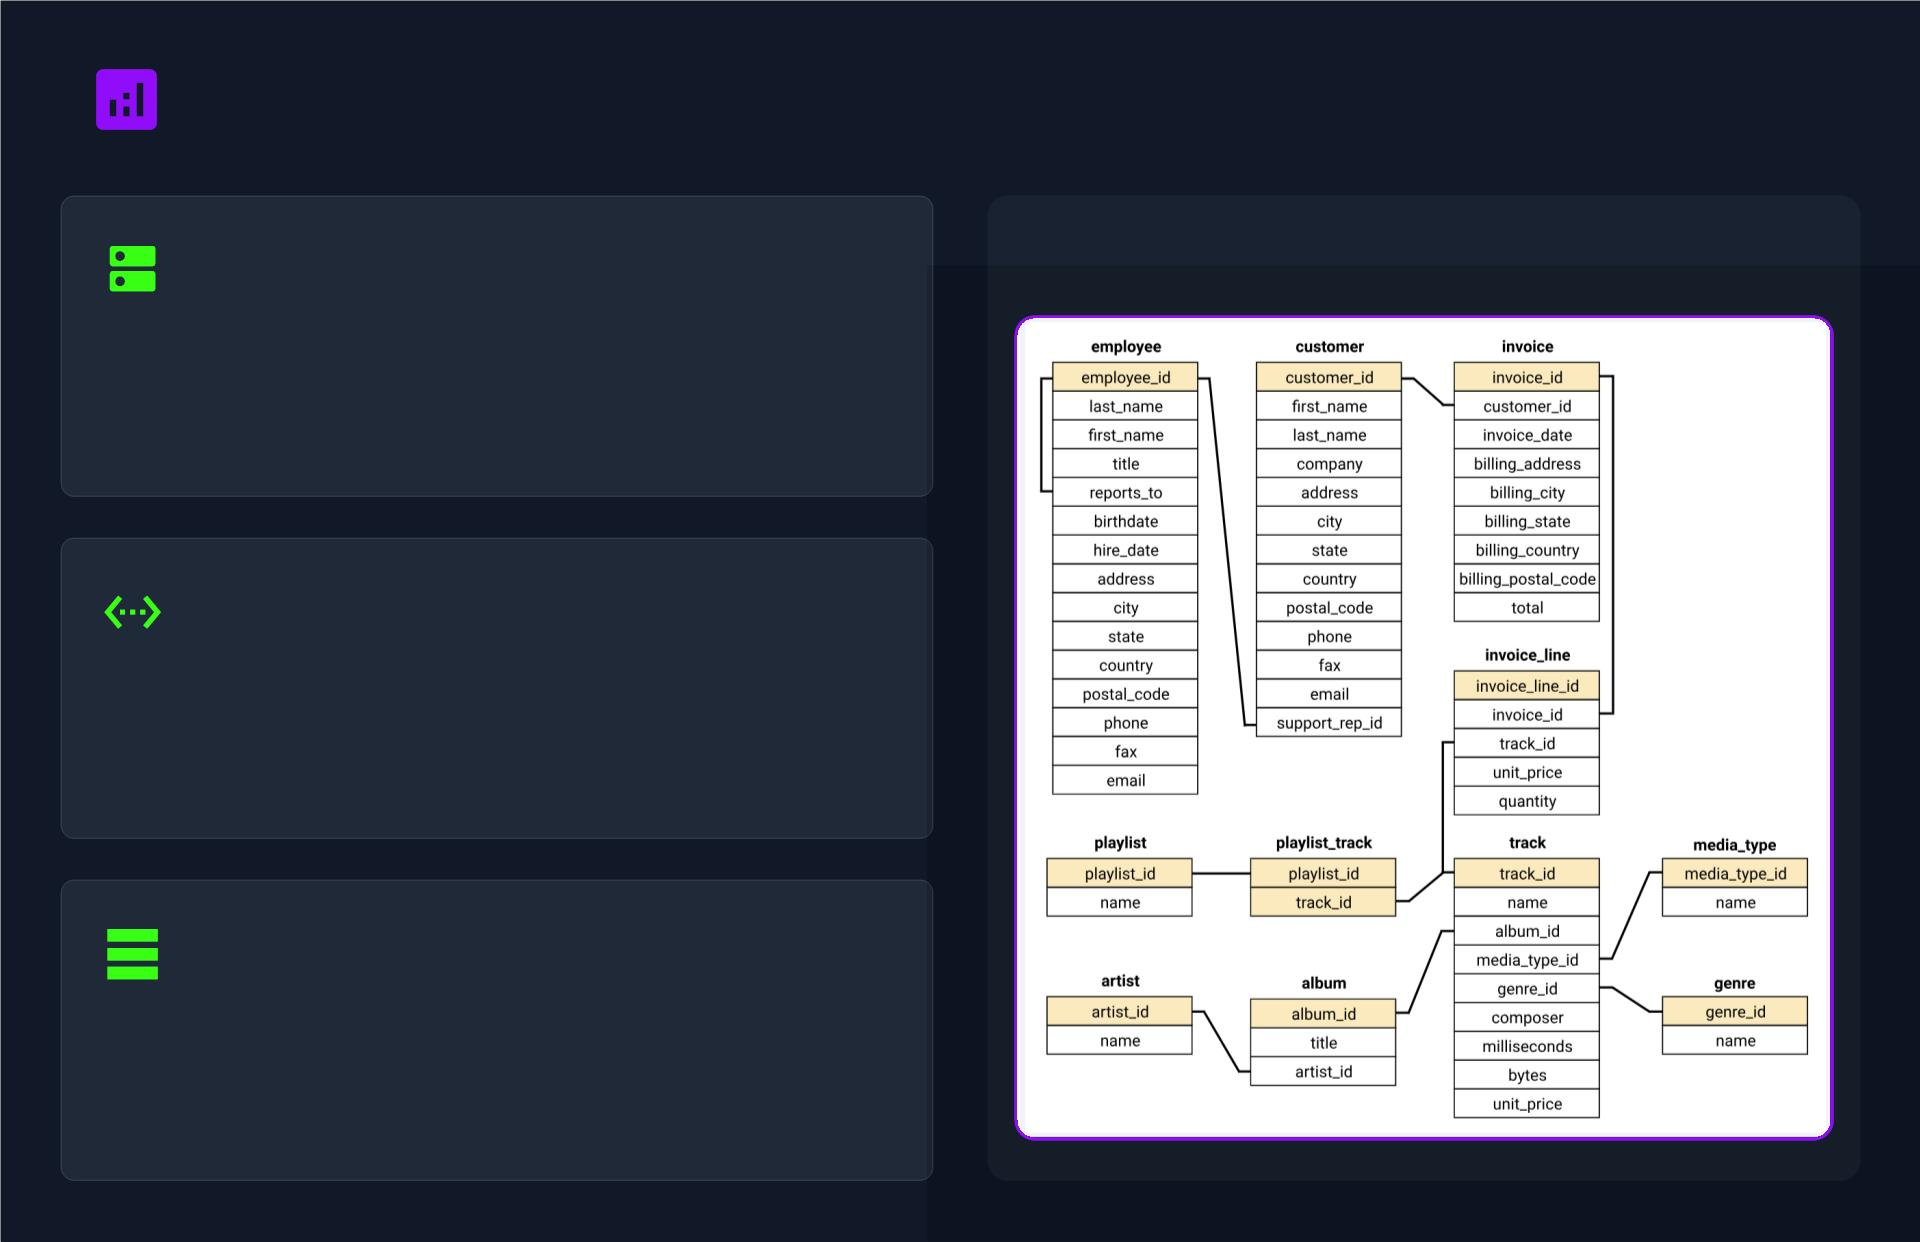 employee
employee_id
last_name
first_name
title
reports_to
birthdate
hire_date
address
city
state
country
postal_code
phone
fax
email
customer
customer_id
first_name
last_name
company
address
city
state
country
postal_code
phone
fax
email
support_rep_id
invoice
invoice_id
customer_id
invoice_date
billing_address
billing_city
billing_state
billing_country
billing_postal_code
total
invoice_line
invoice_line_id
invoice_id
track_id
unit_price
quantity
playlist
playlist_id
name
playlist_track
playlist_id
track_id
track
track_id
name
album_id
media_type_id
genre_id
composer
milliseconds
bytes
unit_price
media_type
media_type_id
name
artist
artist_id
name
album
album_id
title
artist_id
genre
genre_id
name